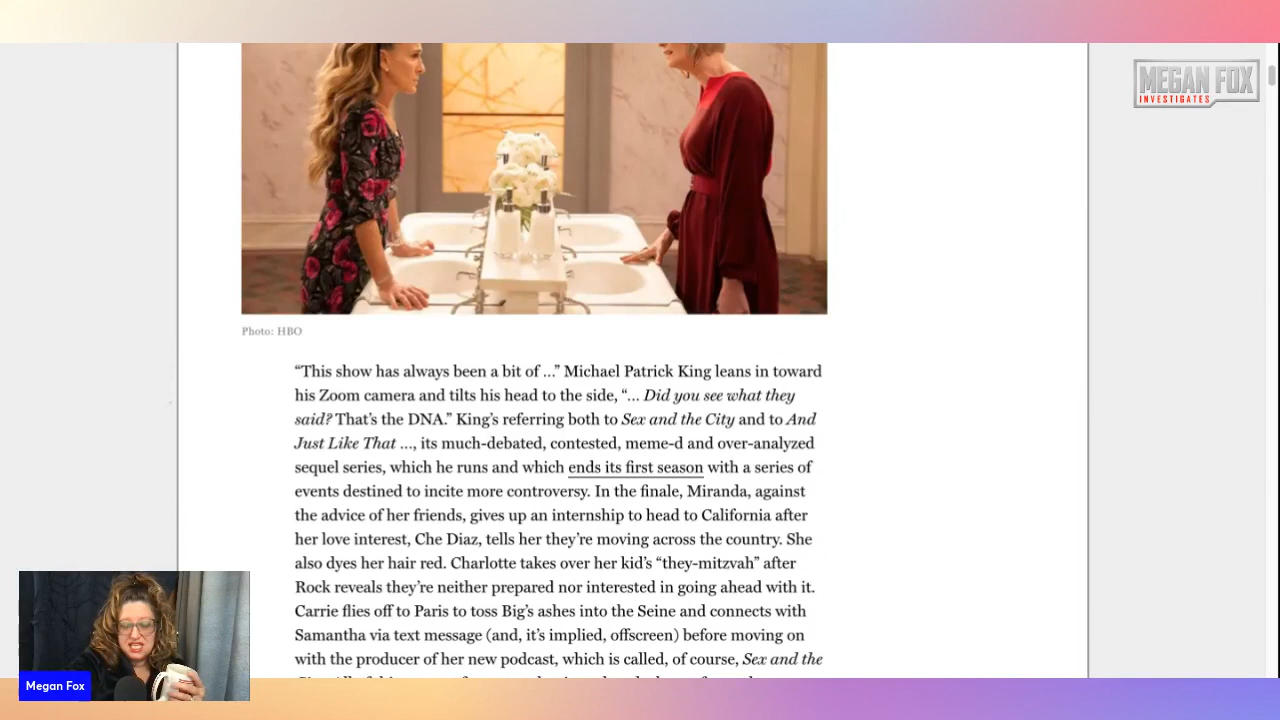 MEGAN FOX
INVESTIGATES
Photo: HBO
“This show has always been a bit of …” Michael Patrick King leans in toward
his Zoom camera and tilts his head to the side, “… Did you see what they
said? That’s the DNA.” King’s referring both to Sex and the City and to And
Just Like That …, its much-debated, contested, meme-d and over-analyzed
sequel series, which he runs and which ends its first season with a series of
events destined to incite more controversy. In the finale, Miranda, against
the advice of her friends, gives up an internship to head to California after
her love interest, Che Diaz, tells her they’re moving across the country. She
also dyes her hair red. Charlotte takes over her kid’s “they-mitzvah” after
Rock reveals they’re neither prepared nor interested in going ahead with it.
Carrie flies off to Paris to toss Big’s ashes into the Seine and connects with
Samantha via text message (and, it’s implied, offscreen) before moving on
with the producer of her new podcast, which is called, of course, Sex and the
Megan Fox